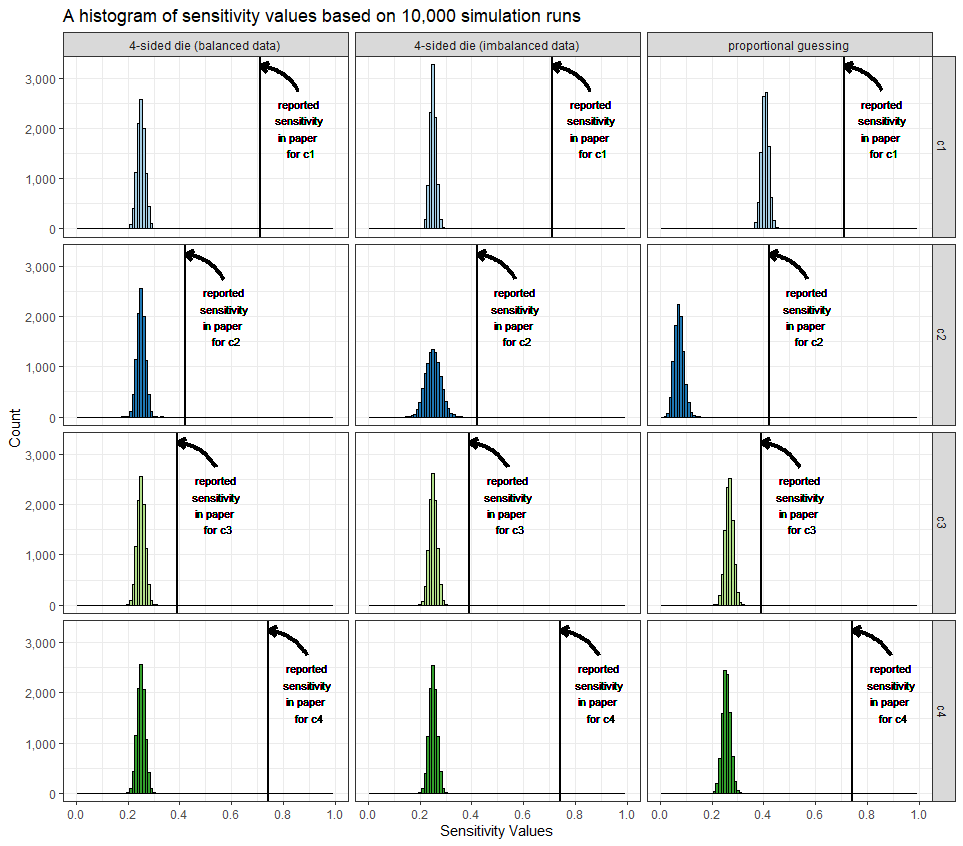 A histogram of sensitivity values based on 10,000 simulation runs
4-sided die (balanced data)
4-sided die (imbalanced data)
proportional guessing
3,000
2,000
1,000
0
reported
sensitivity
in paper
for c1
reported
sensitivity
in paper
for c1
reported
sensitivity
in paper
for c1
c1
3,000
2,000
1,000
0
reported
sensitivity
in paper
for c2
reported
sensitivity
in paper
for c2
reported
sensitivity
in paper
for c2
c2
Count
3,000
2,000
1,000
0
reported
sensitivity
in paper
for c3
reported
sensitivity
in paper
for c3
reported
sensitivity
in paper
for c3
c3
3,000
2,000
1,000
0
reported
sensitivity
in paper
for c4
reported
sensitivity
in paper
for c4
reported
sensitivity
in paper
for c4
c4
0.0 0.2 0.4 0.6 0.8 1.0
0.0 0.2 0.4 0.6 0.8 1.0
0.0 0.2 0.4 0.6 0.8 1.0
Sensitivity Values